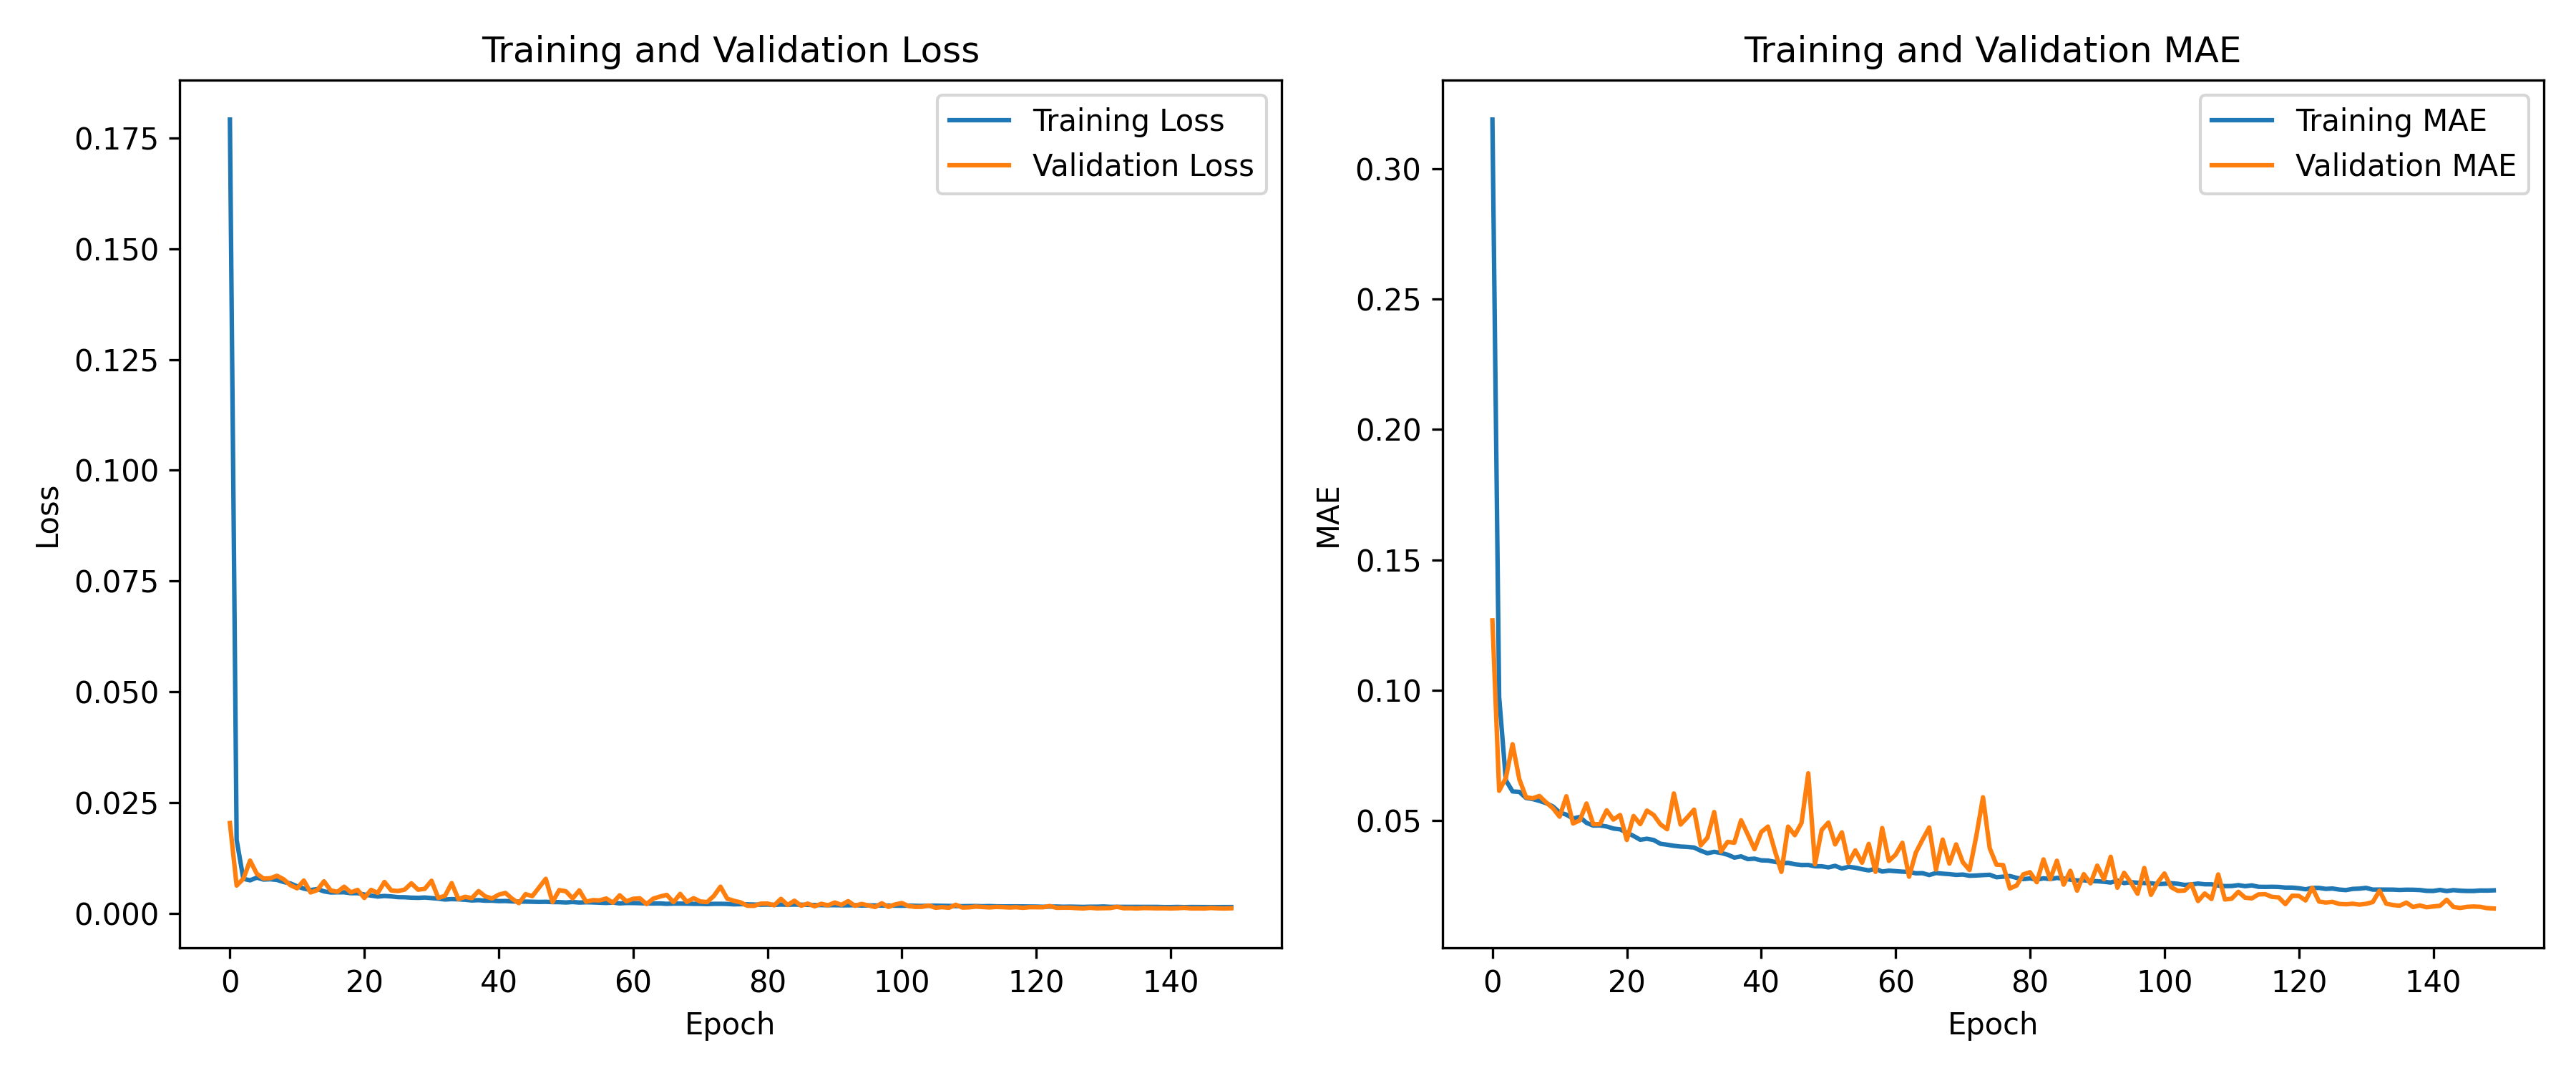 Training and Validation Loss
Training Loss
Validation Loss
0.175
0.150
0.125
0.100
0.075
0.050
0.025
0.000
Loss
0 20 40 60 80 100 120 140
Epoch
Training and Validation MAE
Training MAE
Validation MAE
0.30
0.25
0.20
0.15
0.10
0.05
MAE
0 20 40 60 80 100 120 140
Epoch